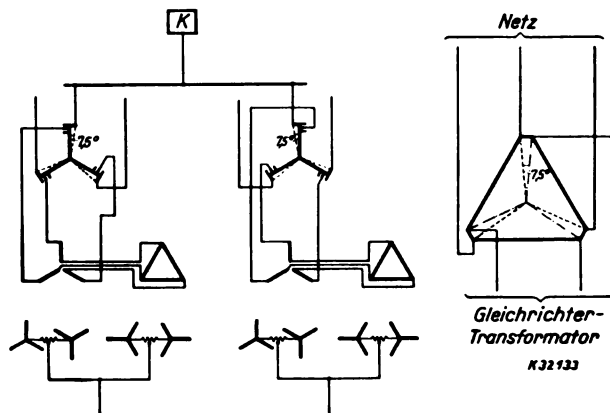 K
7,5°
7,5°
Netz
7,5°
Gleichrichter-
Transformator
K32133